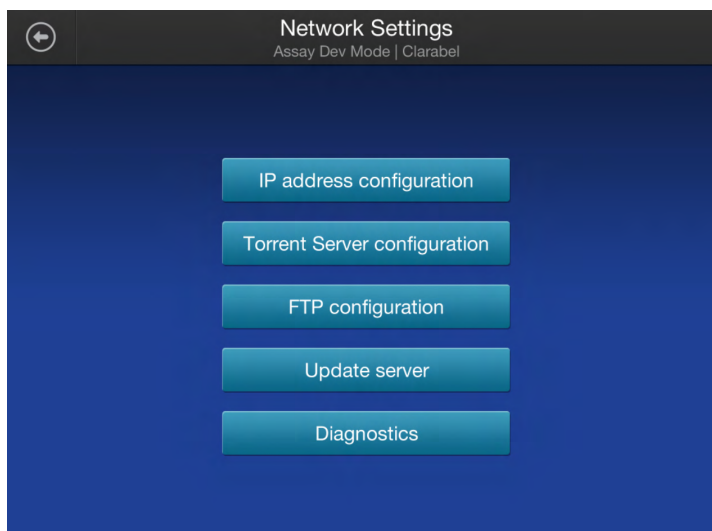 Network Settings
Assay Dev Mode | Clarabel
IP address configuration
Torrent Server configuration
FTP configuration
Update server
Diagnostics